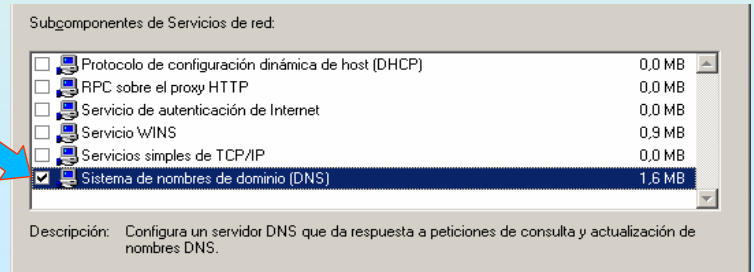 Subcomponentes de Servicios de red:
Protocolo de configuración dinámica de host (DHCP) 0,0 MB
RPC sobre el proxy HTTP 0,0 MB
Servicio de autenticación de Internet 0,0 MB
Servicio WINS 0,9 MB
Servicios simples de TCP/IP 0,0 MB
Sistema de nombres de dominio (DNS) 1,6 MB
Descripción: Configura un servidor DNS que da respuesta a peticiones de consulta y actualización de
nombres DNS.